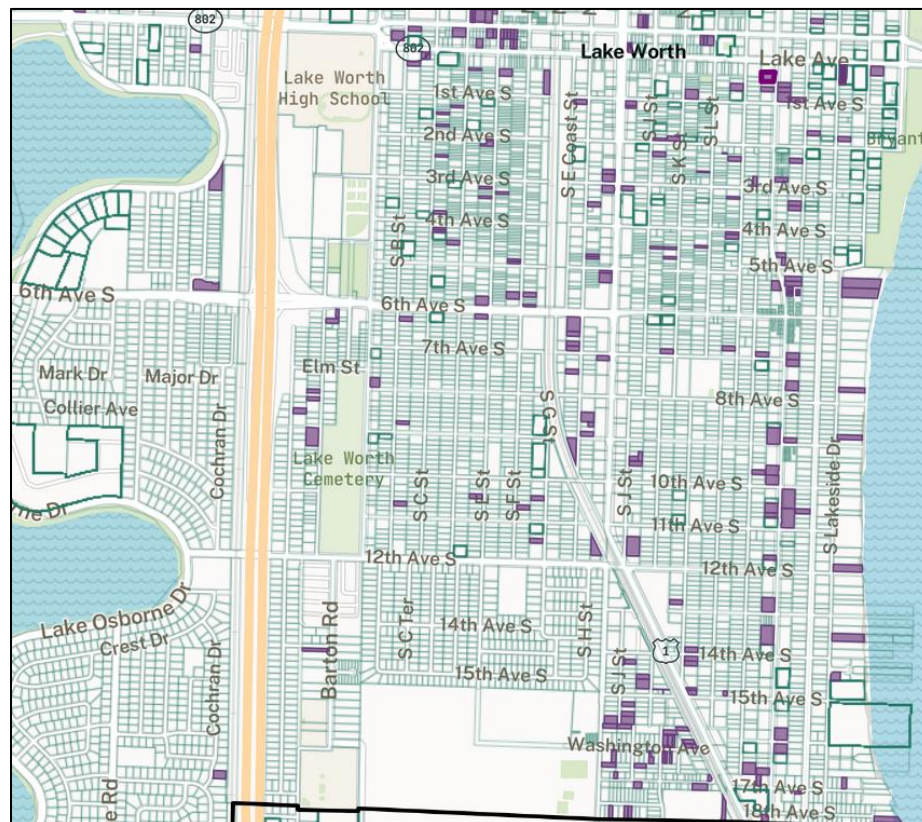 802
802
Lake Worth
Lake Ave
Lake Worth
High School
1st Ave S
1st Ave S
2nd Ave S
S E Coast St
S J St
S K St
S L St
Bryant
3rd Ave S
3rd Ave S
4th Ave S
4th Ave S
S B St
5th Ave S
6th Ave S
6th Ave S
7th Ave S
Mark Dr
Major Dr
Elm St
Collier Ave
8th Ave S
S G St
Cochran Dr
Lake Worth
Cemetery
S C St
S E St
S F St
S J St
10th Ave S
S Lakeside Dr
rne Dr
11th Ave S
12th Ave S
12th Ave S
Lake Osborne Dr
Crest Dr
Cochran Dr
Barton Rd
S C Ter
14th Ave S
S H St
1
14th Ave S
15th Ave S
S J St
15th Ave S
Washington Ave
e Rd
17th Ave S
18th Ave S